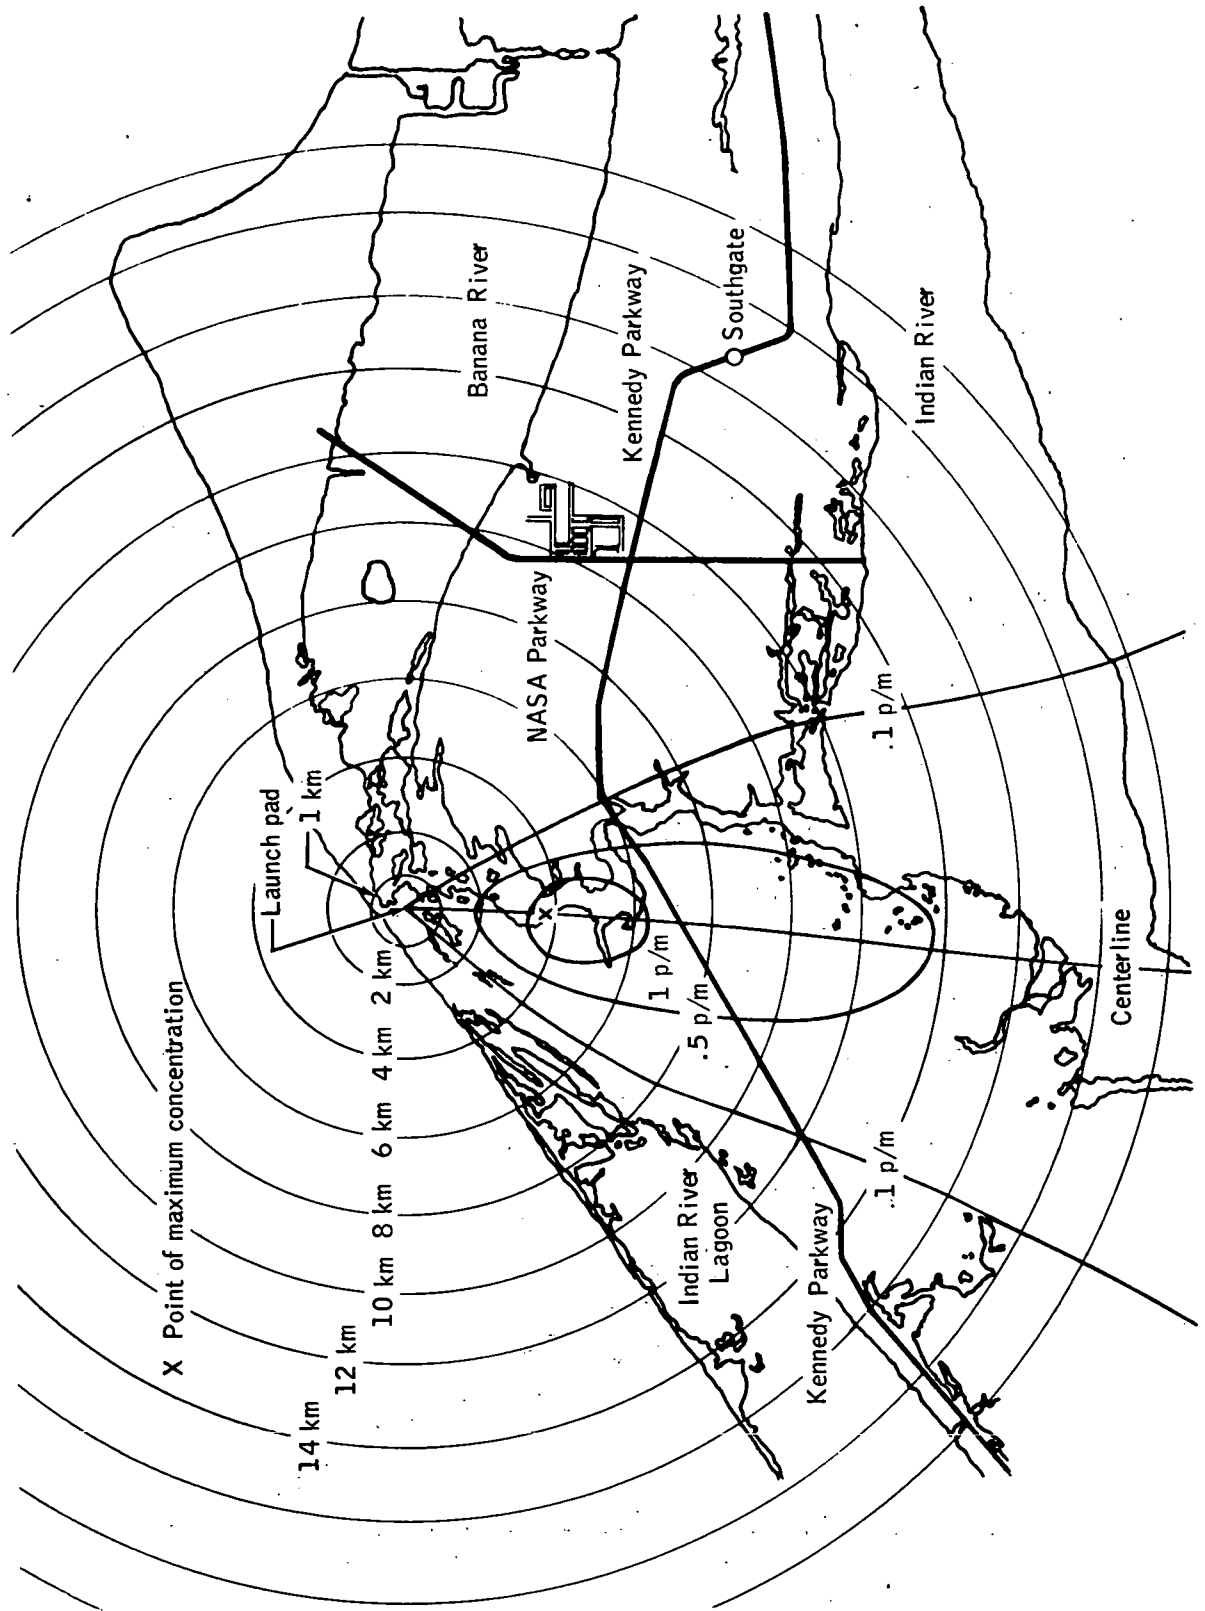 X Point of maximum concentration
Launch pad
1 km
2 km
4 km
6 km
8 km
10 km
12 km
14 km
Banana River
Kennedy Parkway
Southgate
Indian River
NASA Parkway
x
1 p/m
.5 p/m
.1 p/m
.1 p/m
Centerline
Indian River
Lagoon
Kennedy Parkway